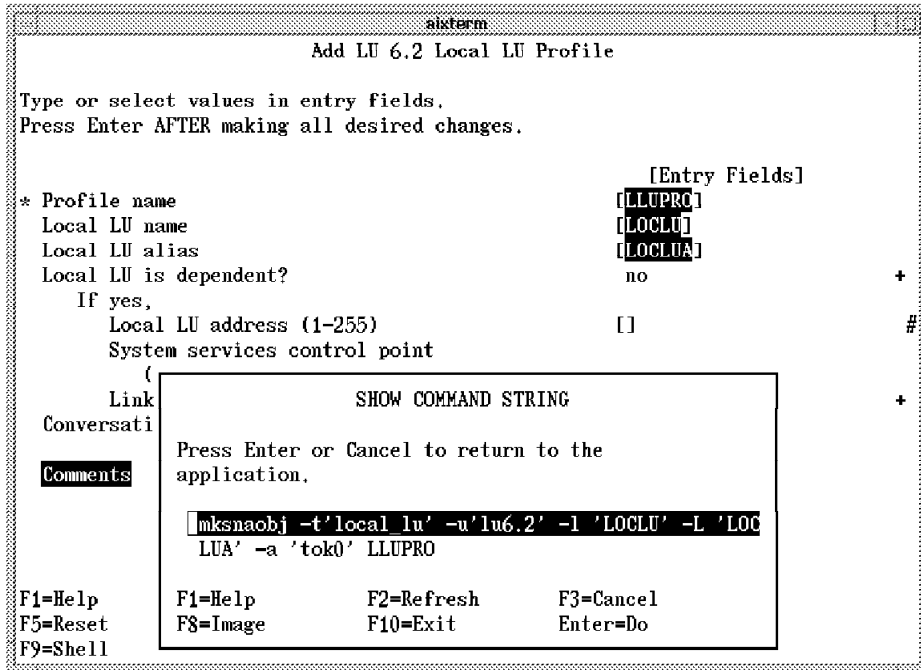 aixterm
Add LU 6.2 Local LU Profile
Type or select values in entry fields.
Press Enter AFTER making all desired changes.
[Entry Fields]
* Profile name [LLUPRO]
Local LU name [LOCLU]
Local LU alias [LOCLUA]
Local LU is dependent? no +
If yes,
Local LU address (1-255) [] #
System services control point
(
Link +
Conversati
Comments
SHOW COMMAND STRING
Press Enter or Cancel to return to the
application.
mksnaobj -t'local_lu' -u'lu6.2' -l 'LOCLU' -L 'LOC
LUA' -a 'tok0' LLUPRO
F1=Help F2=Refresh F3=Cancel
F8=Image F10=Exit Enter=Do
F1=Help
F5=Reset
F9=Shell